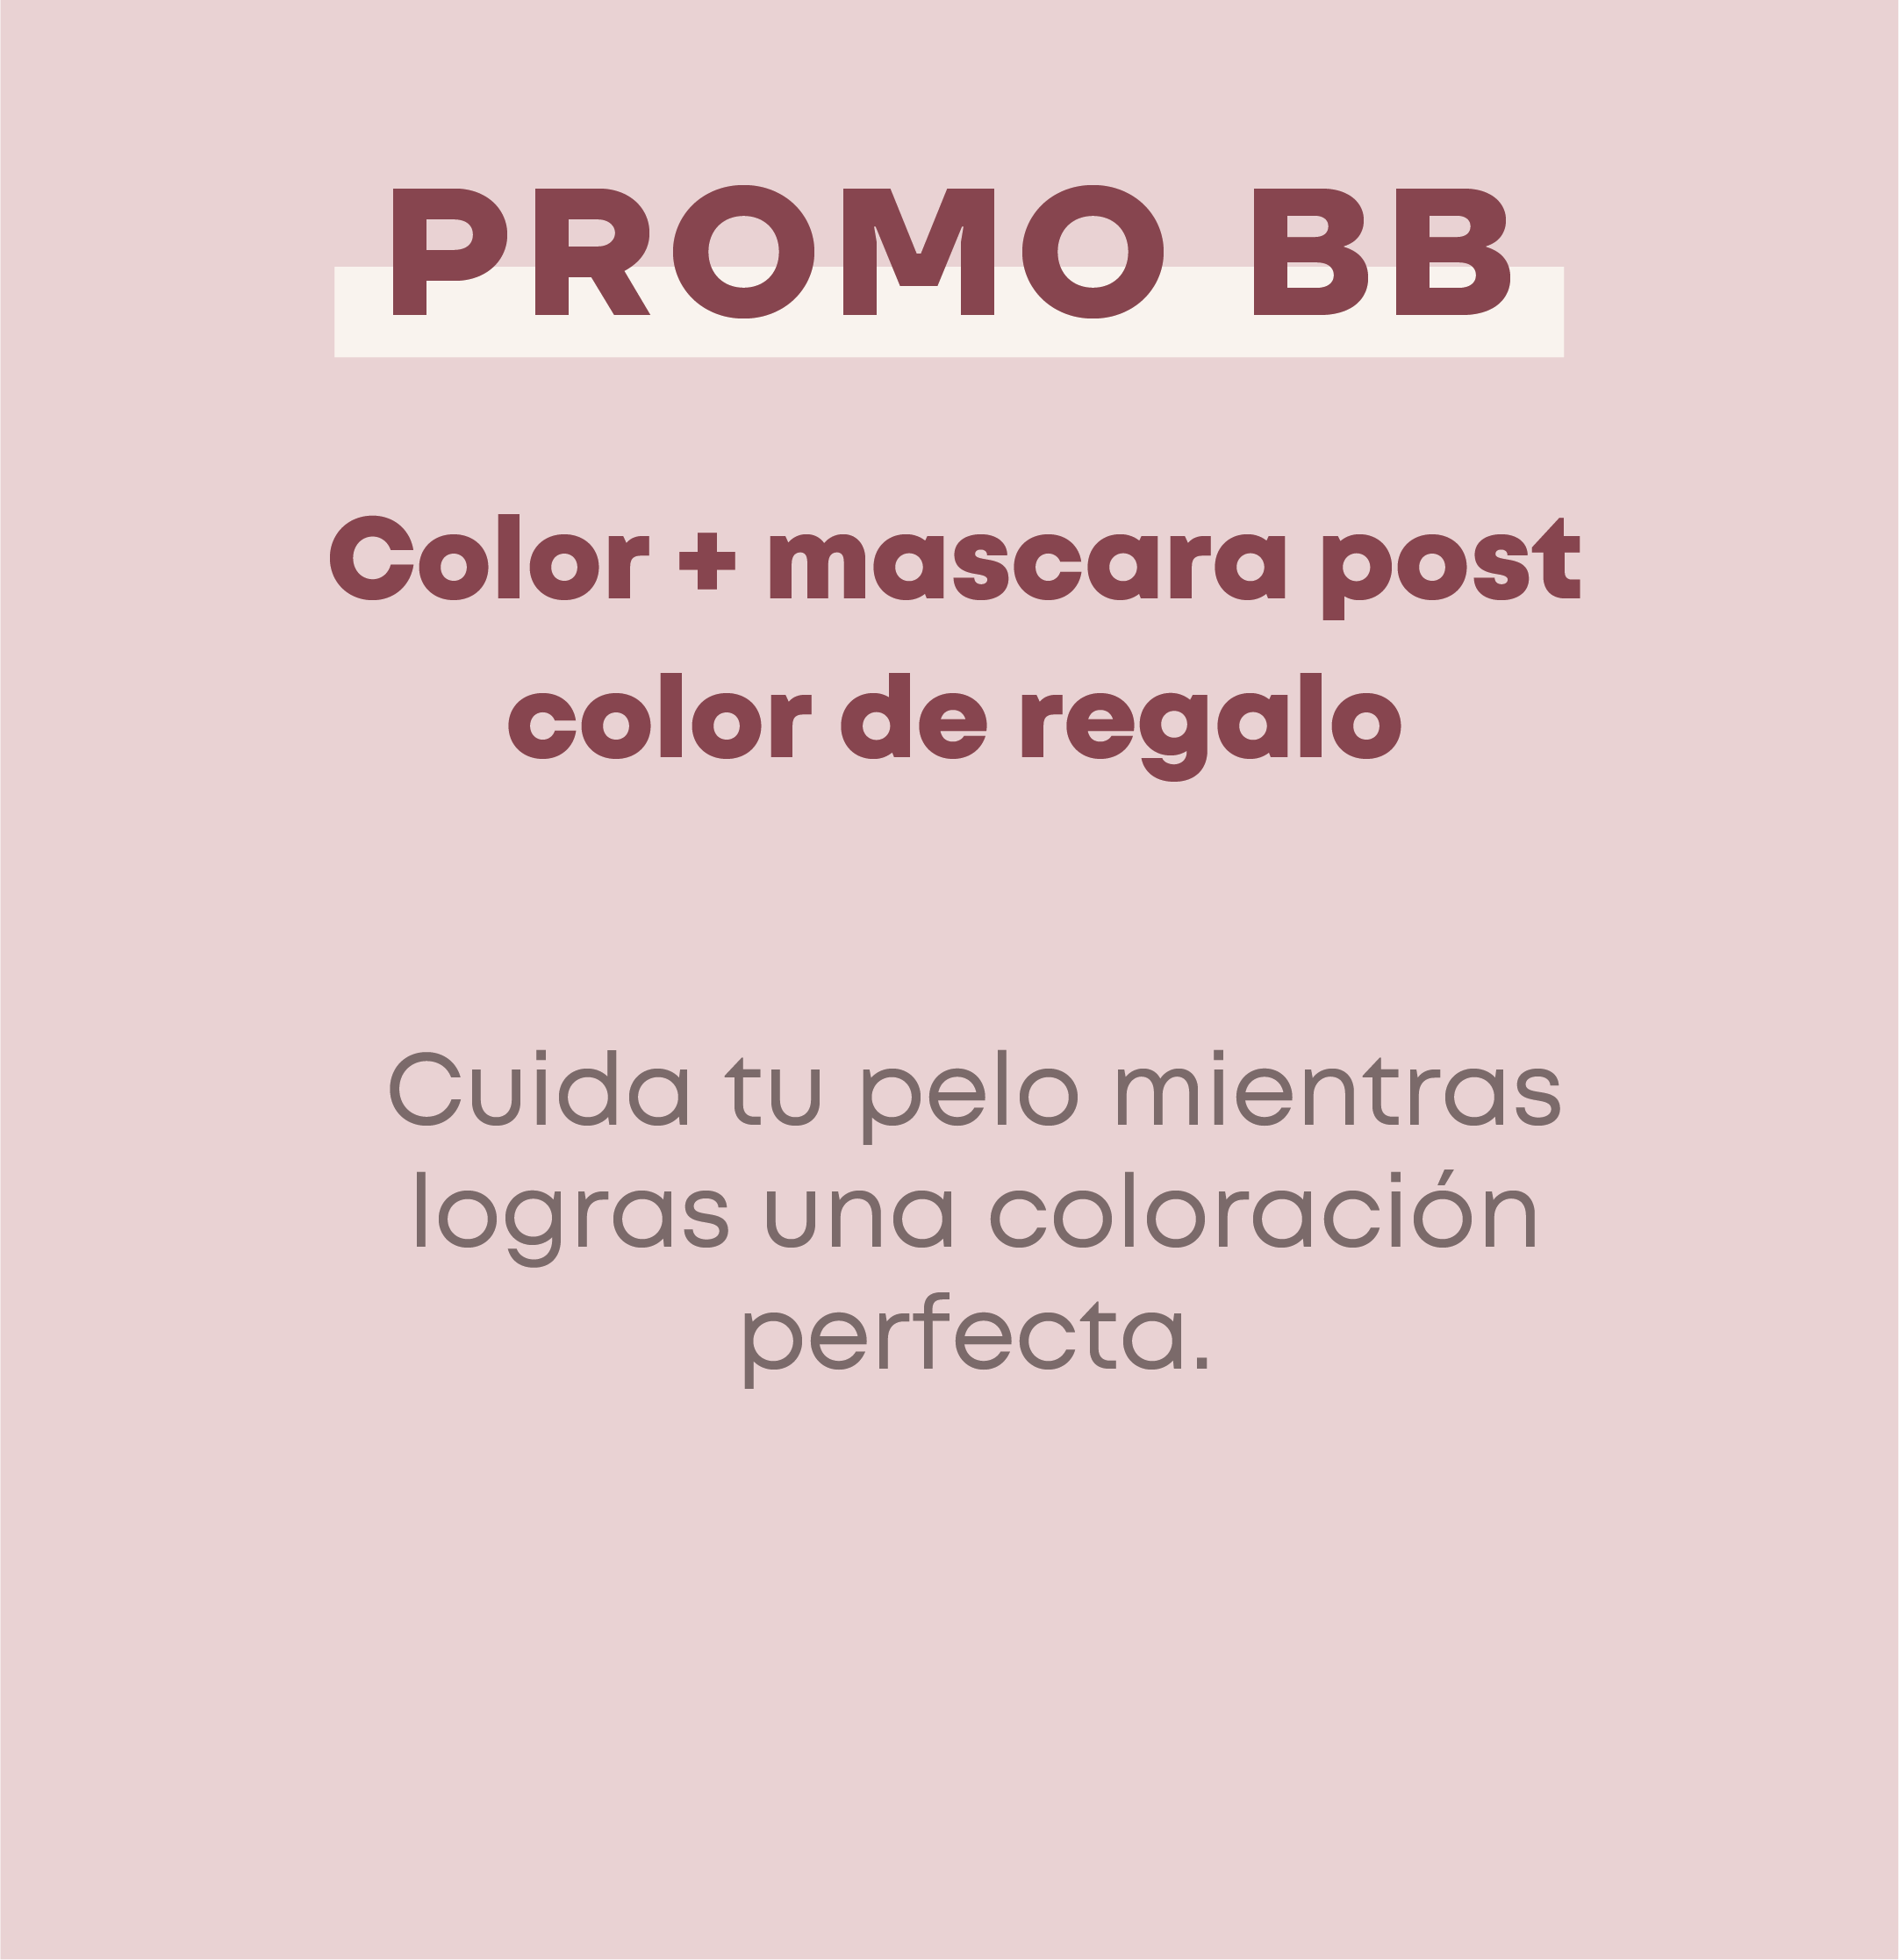 PROMO BB
Color + mascara post
color de regalo
Cuida tu pelo mientras
logras una coloración
perfecta.